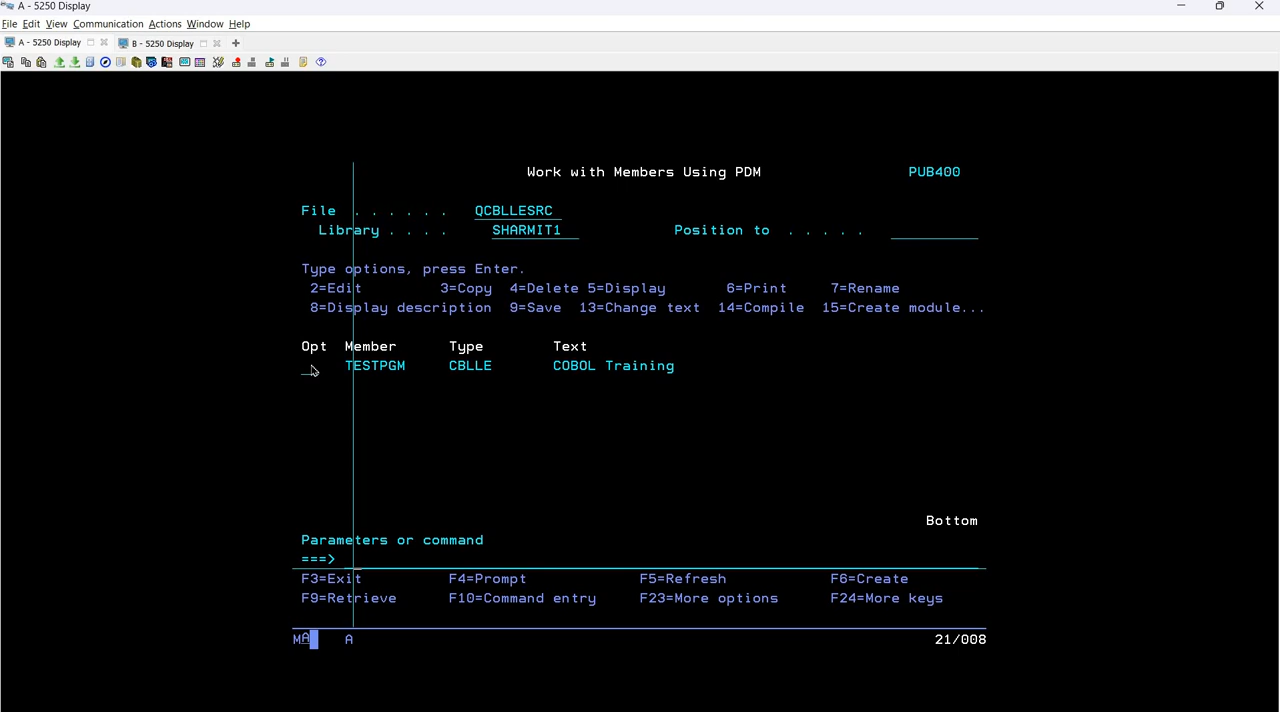 A - 5250 Display
File Edit View Communication Actions Window Help
A - 5250 Display B - 5250 Display
Work with Members Using PDM PUB400
File . . . . . . QCBLLESRC
Library . . . . SHARMIT1 Position to . . . . .
Type options, press Enter.
2=Edit 3=Copy 4=Delete 5=Display 6=Print 7=Rename
8=Display description 9=Save 13=Change text 14=Compile 15=Create module...
Opt Member Type Text
TESTPGM CBLLE COBOL Training
Bottom
Parameters or command
===>
F3=Exit F4=Prompt F5=Refresh F6=Create
F9=Retrieve F10=Command entry F23=More options F24=More keys
MA A 21/008